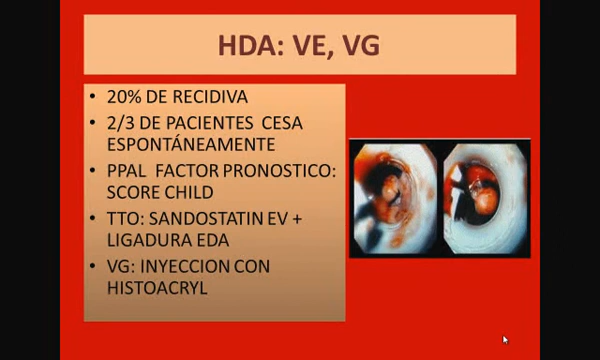 HDA: VE, VG
• 20% DE RECIDIVA
• 2/3 DE PACIENTES CESA
ESPONTÁNEAMENTE
• PPAL FACTOR PRONOSTICO:
SCORE CHILD
• TTO: SANDOSTATIN EV +
LIGADURA EDA
• VG: INYECCION CON
HISTOACRYL